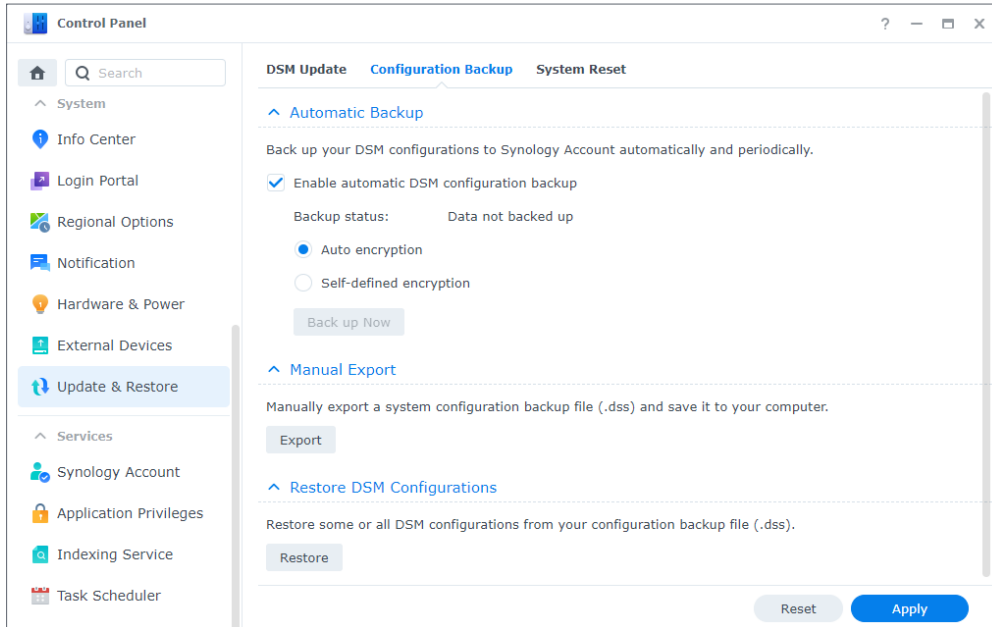 Control Panel
?
Search
System
Info Center
Login Portal
Regional Options
Notification
Hardware & Power
External Devices
Update & Restore
Services
Synology Account
Application Privileges
Indexing Service
Task Scheduler
DSM Update Configuration Backup System Reset
Automatic Backup
Back up your DSM configurations to Synology Account automatically and periodically.
Enable automatic DSM configuration backup
Backup status: Data not backed up
Auto encryption
Self-defined encryption
Back up Now
Manual Export
Manually export a system configuration backup file (.dss) and save it to your computer.
Export
Restore DSM Configurations
Restore some or all DSM configurations from your configuration backup file (.dss).
Restore
Reset Apply